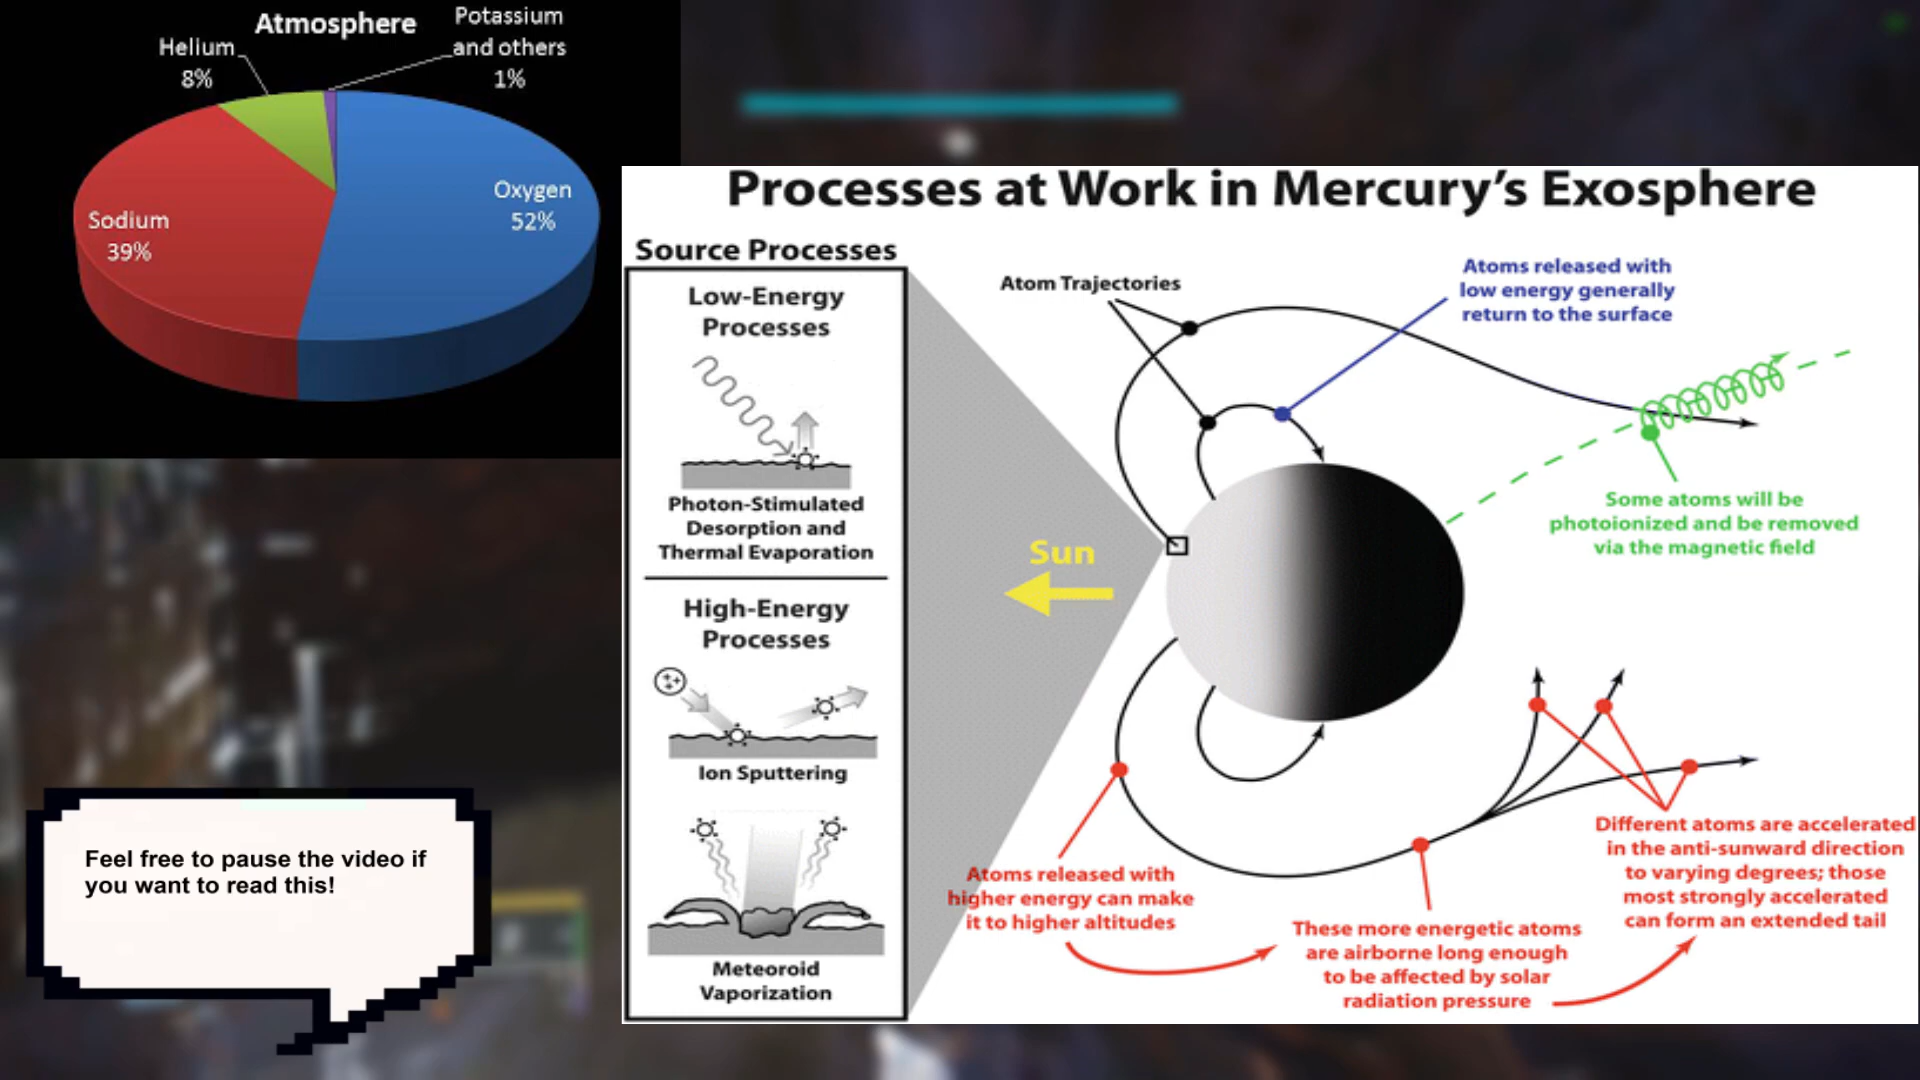 Atmosphere
Potassium
and others
1%
Helium
8%
Oxygen
52%
Sodium
39%
Processes at Work in Mercury's Exosphere
Source Processes
Low-Energy
Processes
Photon-Stimulated
Desorption and
Thermal Evaporation
High-Energy
Processes
Ion Sputtering
Meteoroid
Vaporization
Atom Trajectories
Atoms released with
low energy generally
return to the surface
Some atoms will be
photoionized and be removed
via the magnetic field
Sun
Atoms released with
higher energy can make
it to higher altitudes
These more energetic atoms
are airborne long enough
to be affected by solar
radiation pressure
Different atoms are accelerated
in the anti-sunward direction
to varying degrees; those
most strongly accelerated
can form an extended tail
Feel free to pause the video if
you want to read this!